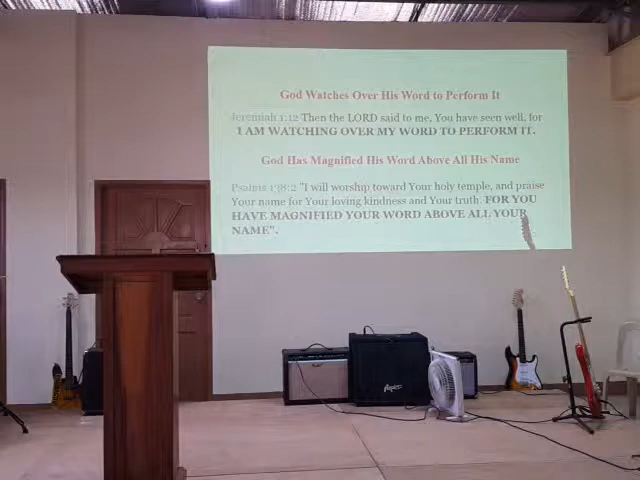 God Watches Over His Word to Perform It
Jeremiah 1:12 Then the LORD said to me, You have seen well, for
I AM WATCHING OVER MY WORD TO PERFORM IT.
God Has Magnified His Word Above All His Name
Psalms 138:2 "I will worship toward Your holy temple, and praise
Your name for Your loving kindness and Your truth. FOR YOU
HAVE MAGNIFIED YOUR WORD ABOVE ALL YOUR
NAME".